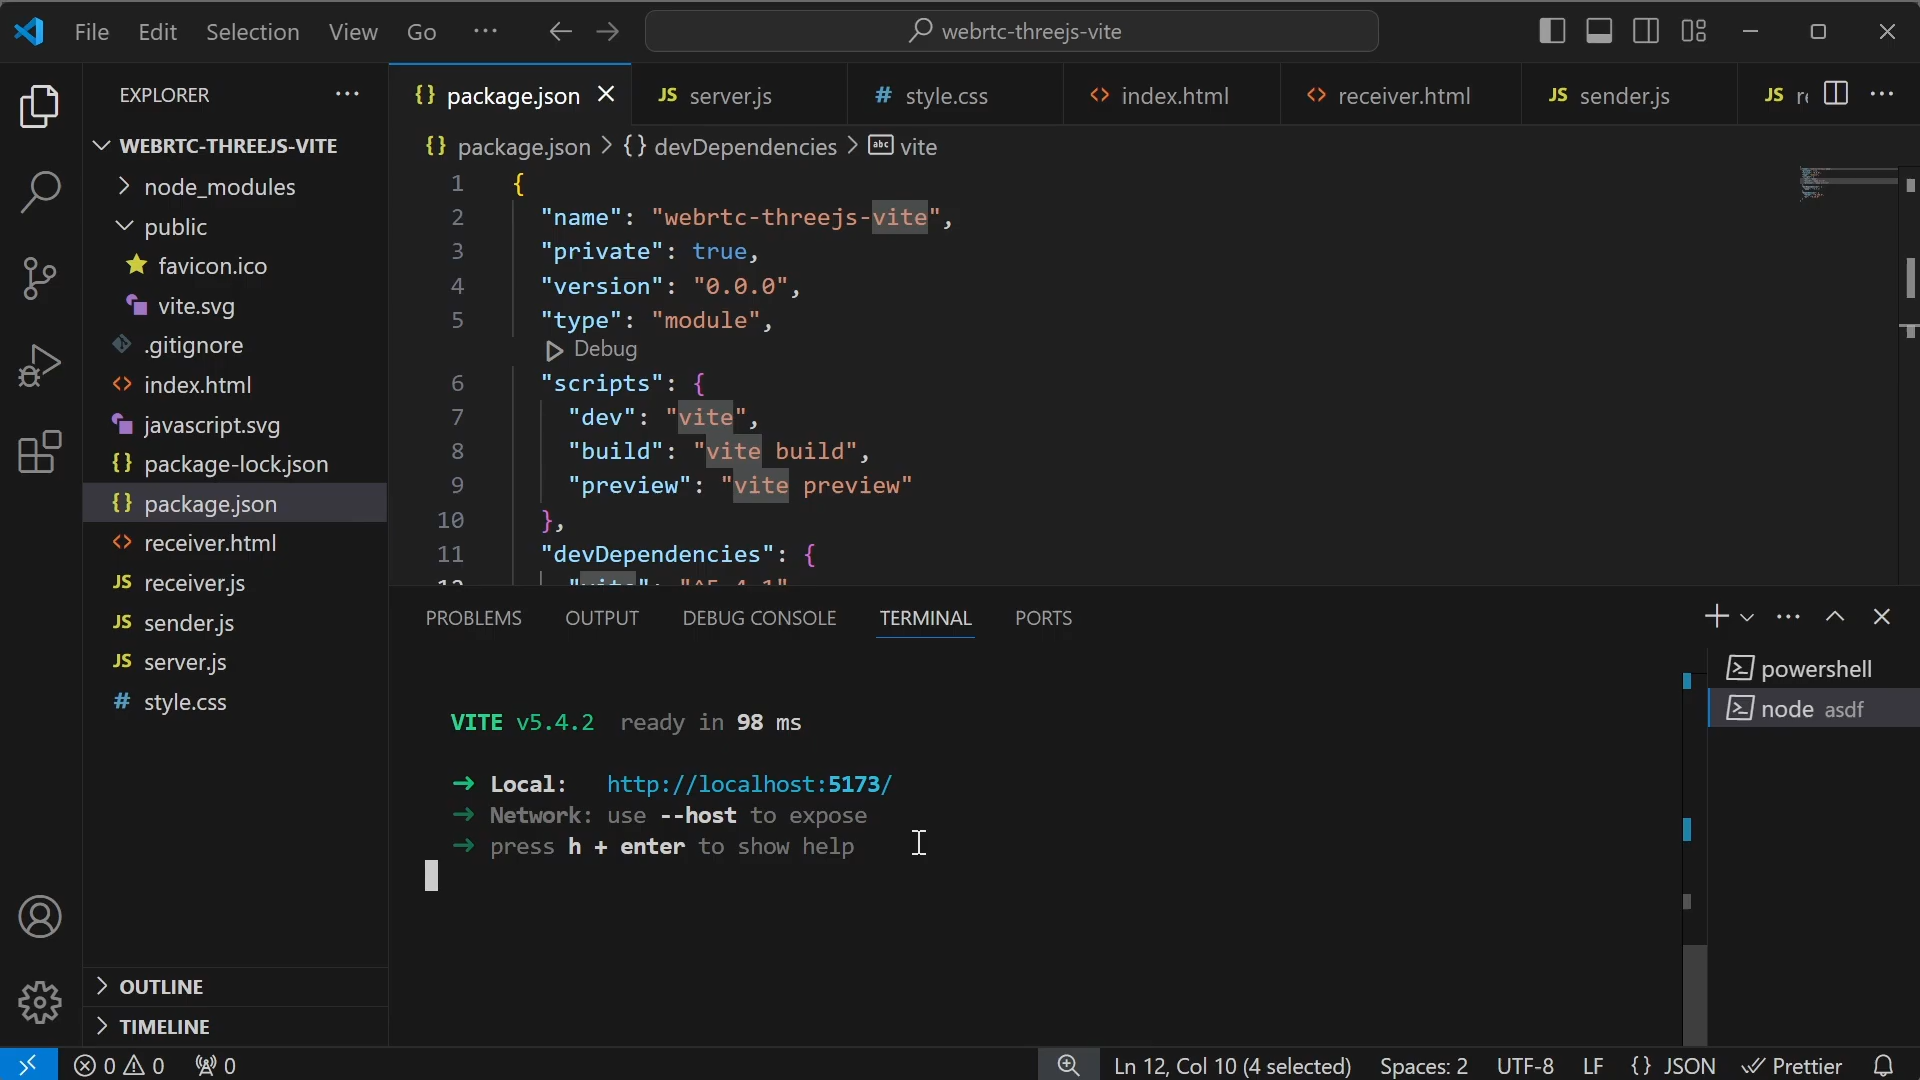 File Edit Selection View Go ··· webrtc-threejs-vite
EXPLORER ···
WEBRTC-THREEJS-VITE
node_modules
public
favicon.ico
vite.svg
.gitignore
index.html
javascript.svg
package-lock.json
package.json
receiver.html
receiver.js
sender.js
server.js
style.css
OUTLINE
TIMELINE
{} package.json JS server.js # style.css <> index.html <> receiver.html JS sender.js JS
{} package.json > {} devDependencies > abc vite
1 {
2 "name": "webrtc-threejs-vite",
3 "private": true,
4 "version": "0.0.0",
5 "type": "module",
Debug
6 "scripts": {
7 "dev": "vite",
8 "build": "vite build",
9 "preview": "vite preview"
10 },
11 "devDependencies": {
12 "vite": "^5.4.1"
PROBLEMS OUTPUT DEBUG CONSOLE TERMINAL PORTS
VITE v5.4.2 ready in 98 ms
➜ Local: http://localhost:5173/
➜ Network: use --host to expose
➜ press h + enter to show help
powershell
node asdf
0 0 0 Ln 12, Col 10 (4 selected) Spaces: 2 UTF-8 LF {} JSON Prettier